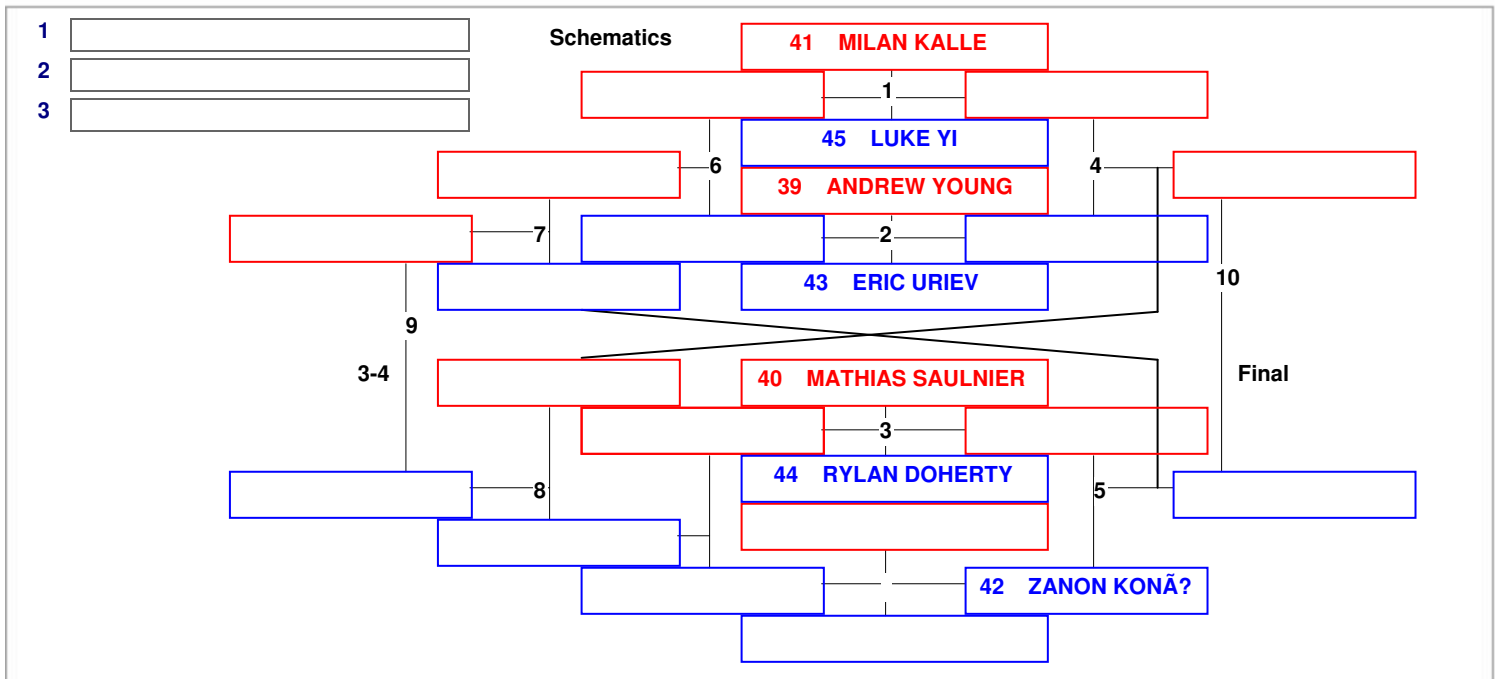 1
Schematics
41 MILAN KALLE
2
1
3
45 LUKE YI
6
4
39 ANDREW YOUNG
7
2
43 ERIC URIEV
10
9
3-4
40 MATHIAS SAULNIER
Final
3
44 RYLAN DOHERTY
8
5
42 ZANON KONÃ?